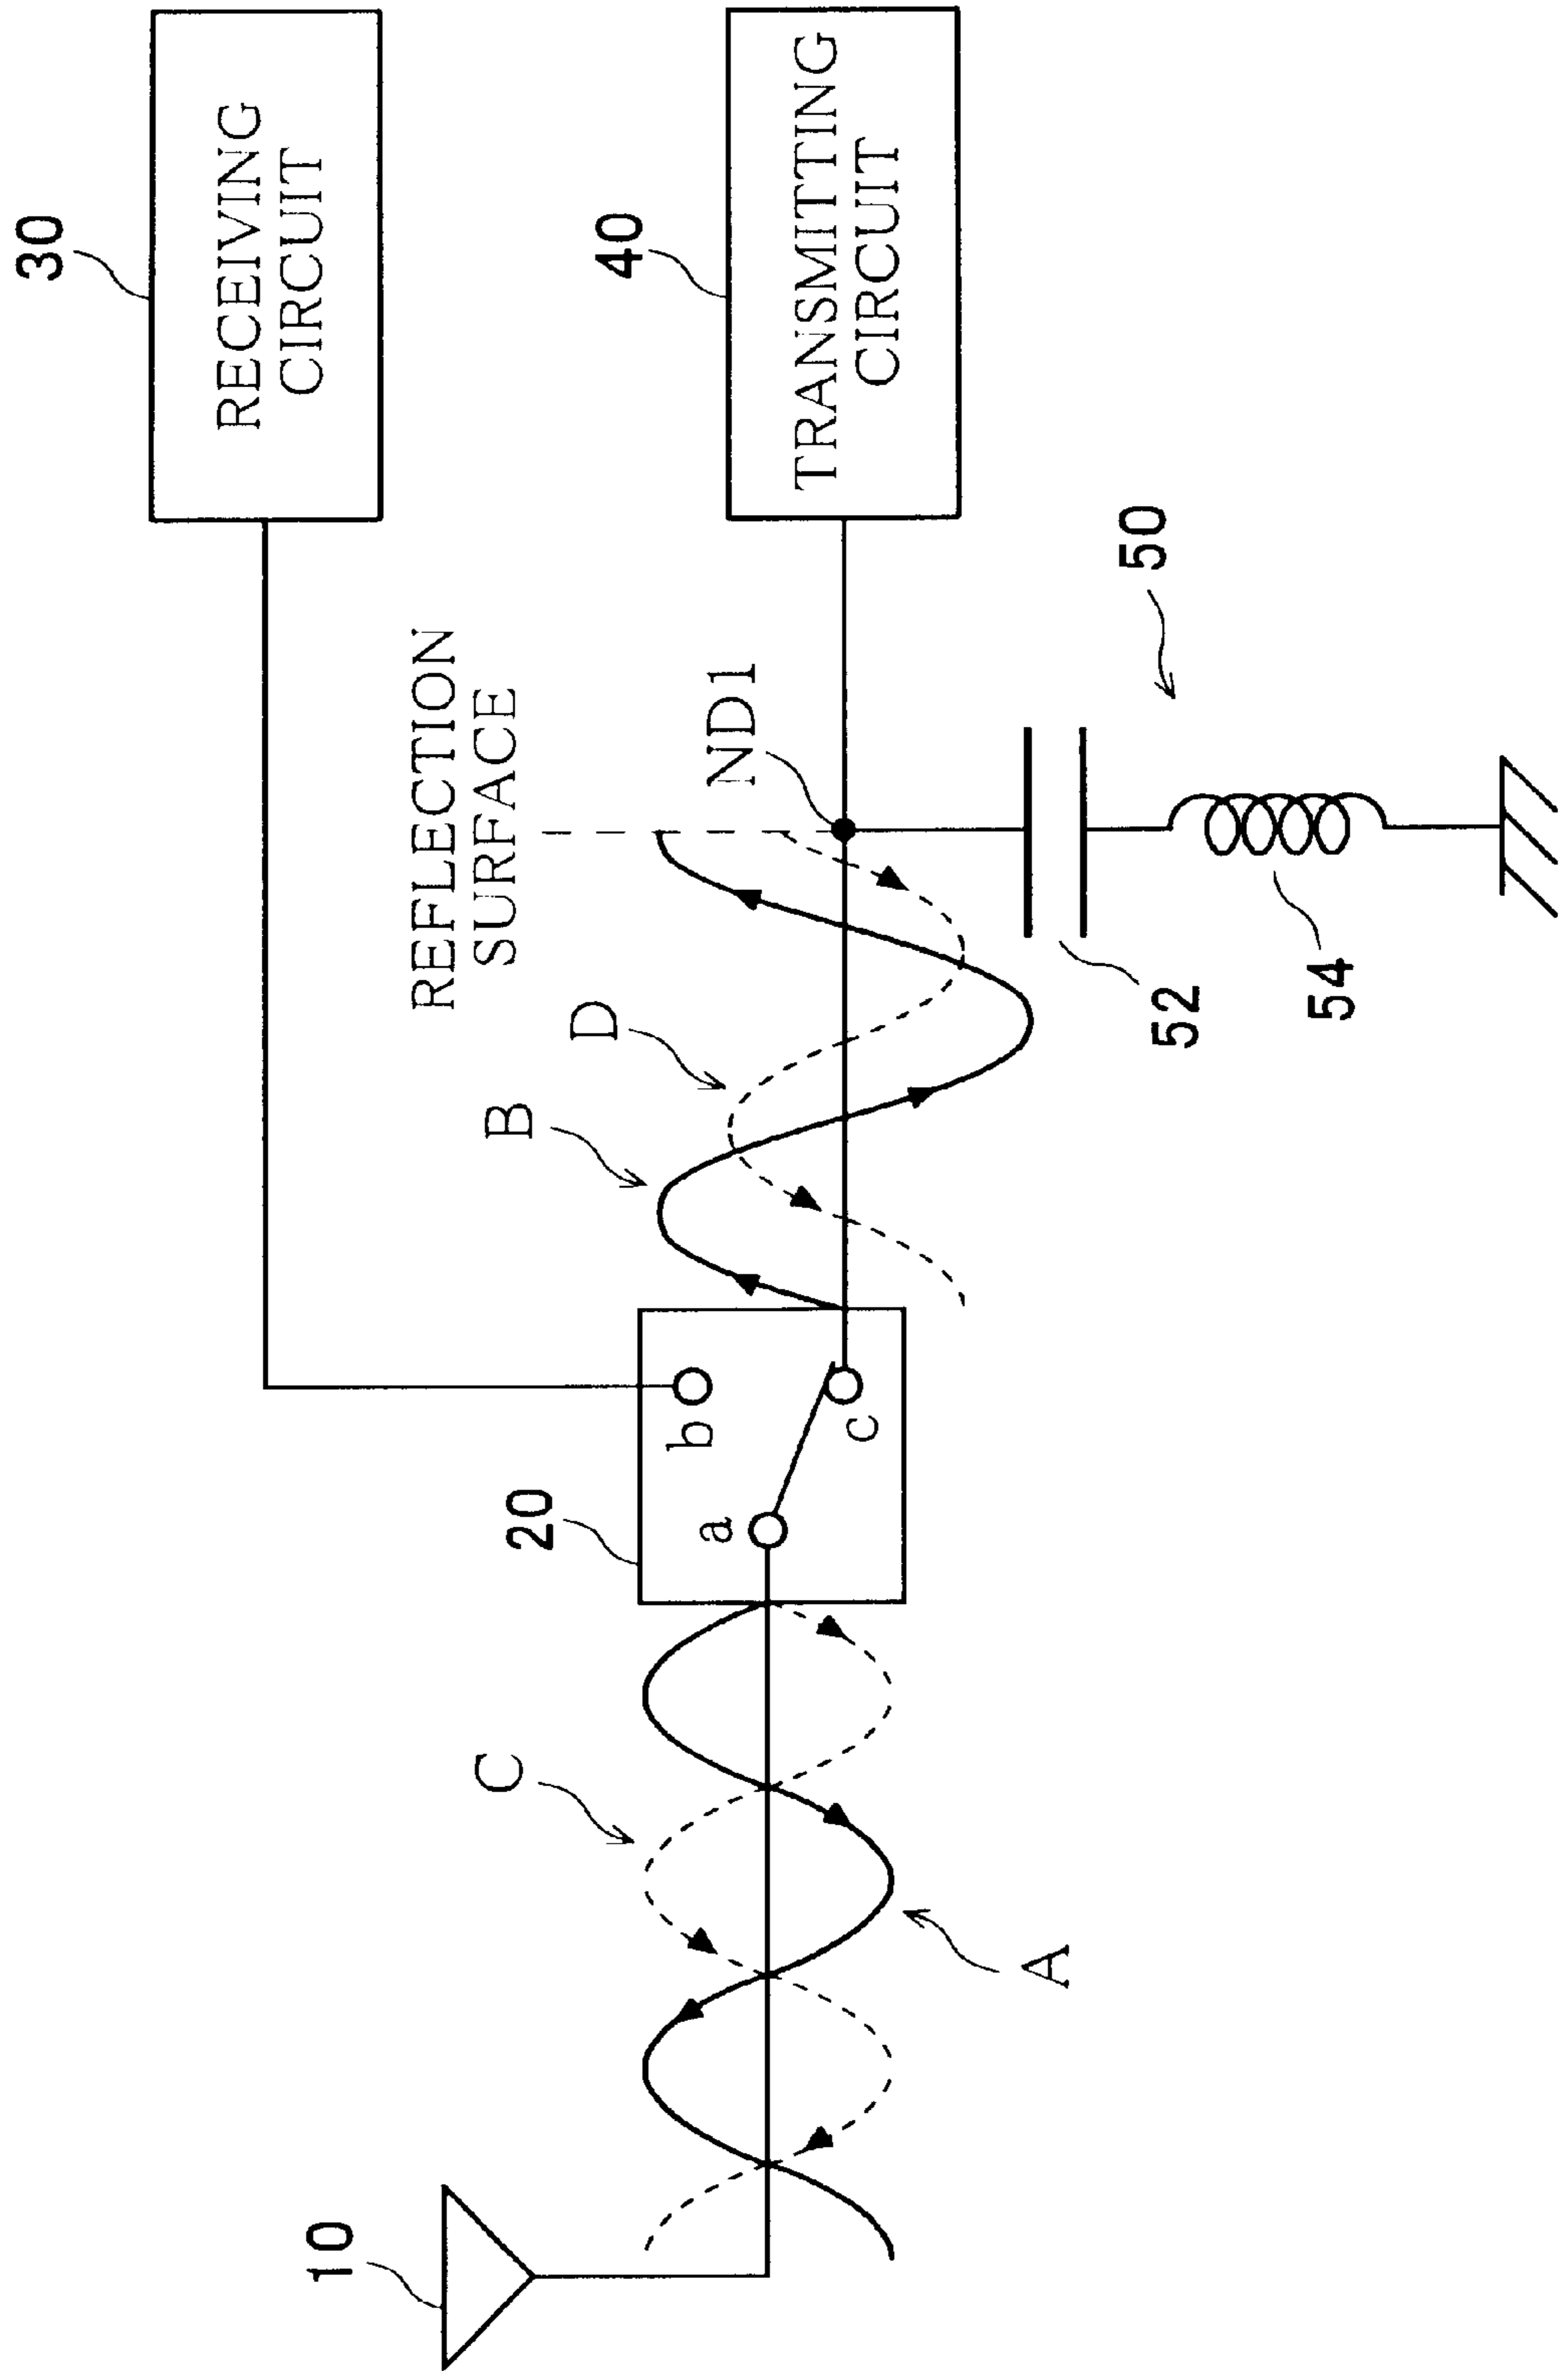 30
RECEIVING
CIRCUIT
40
TRANSMITTING
CIRCUIT
REFLECTION
SURFACE
ND1
50
52
54
D
B
20
b
a
c
C
A
10